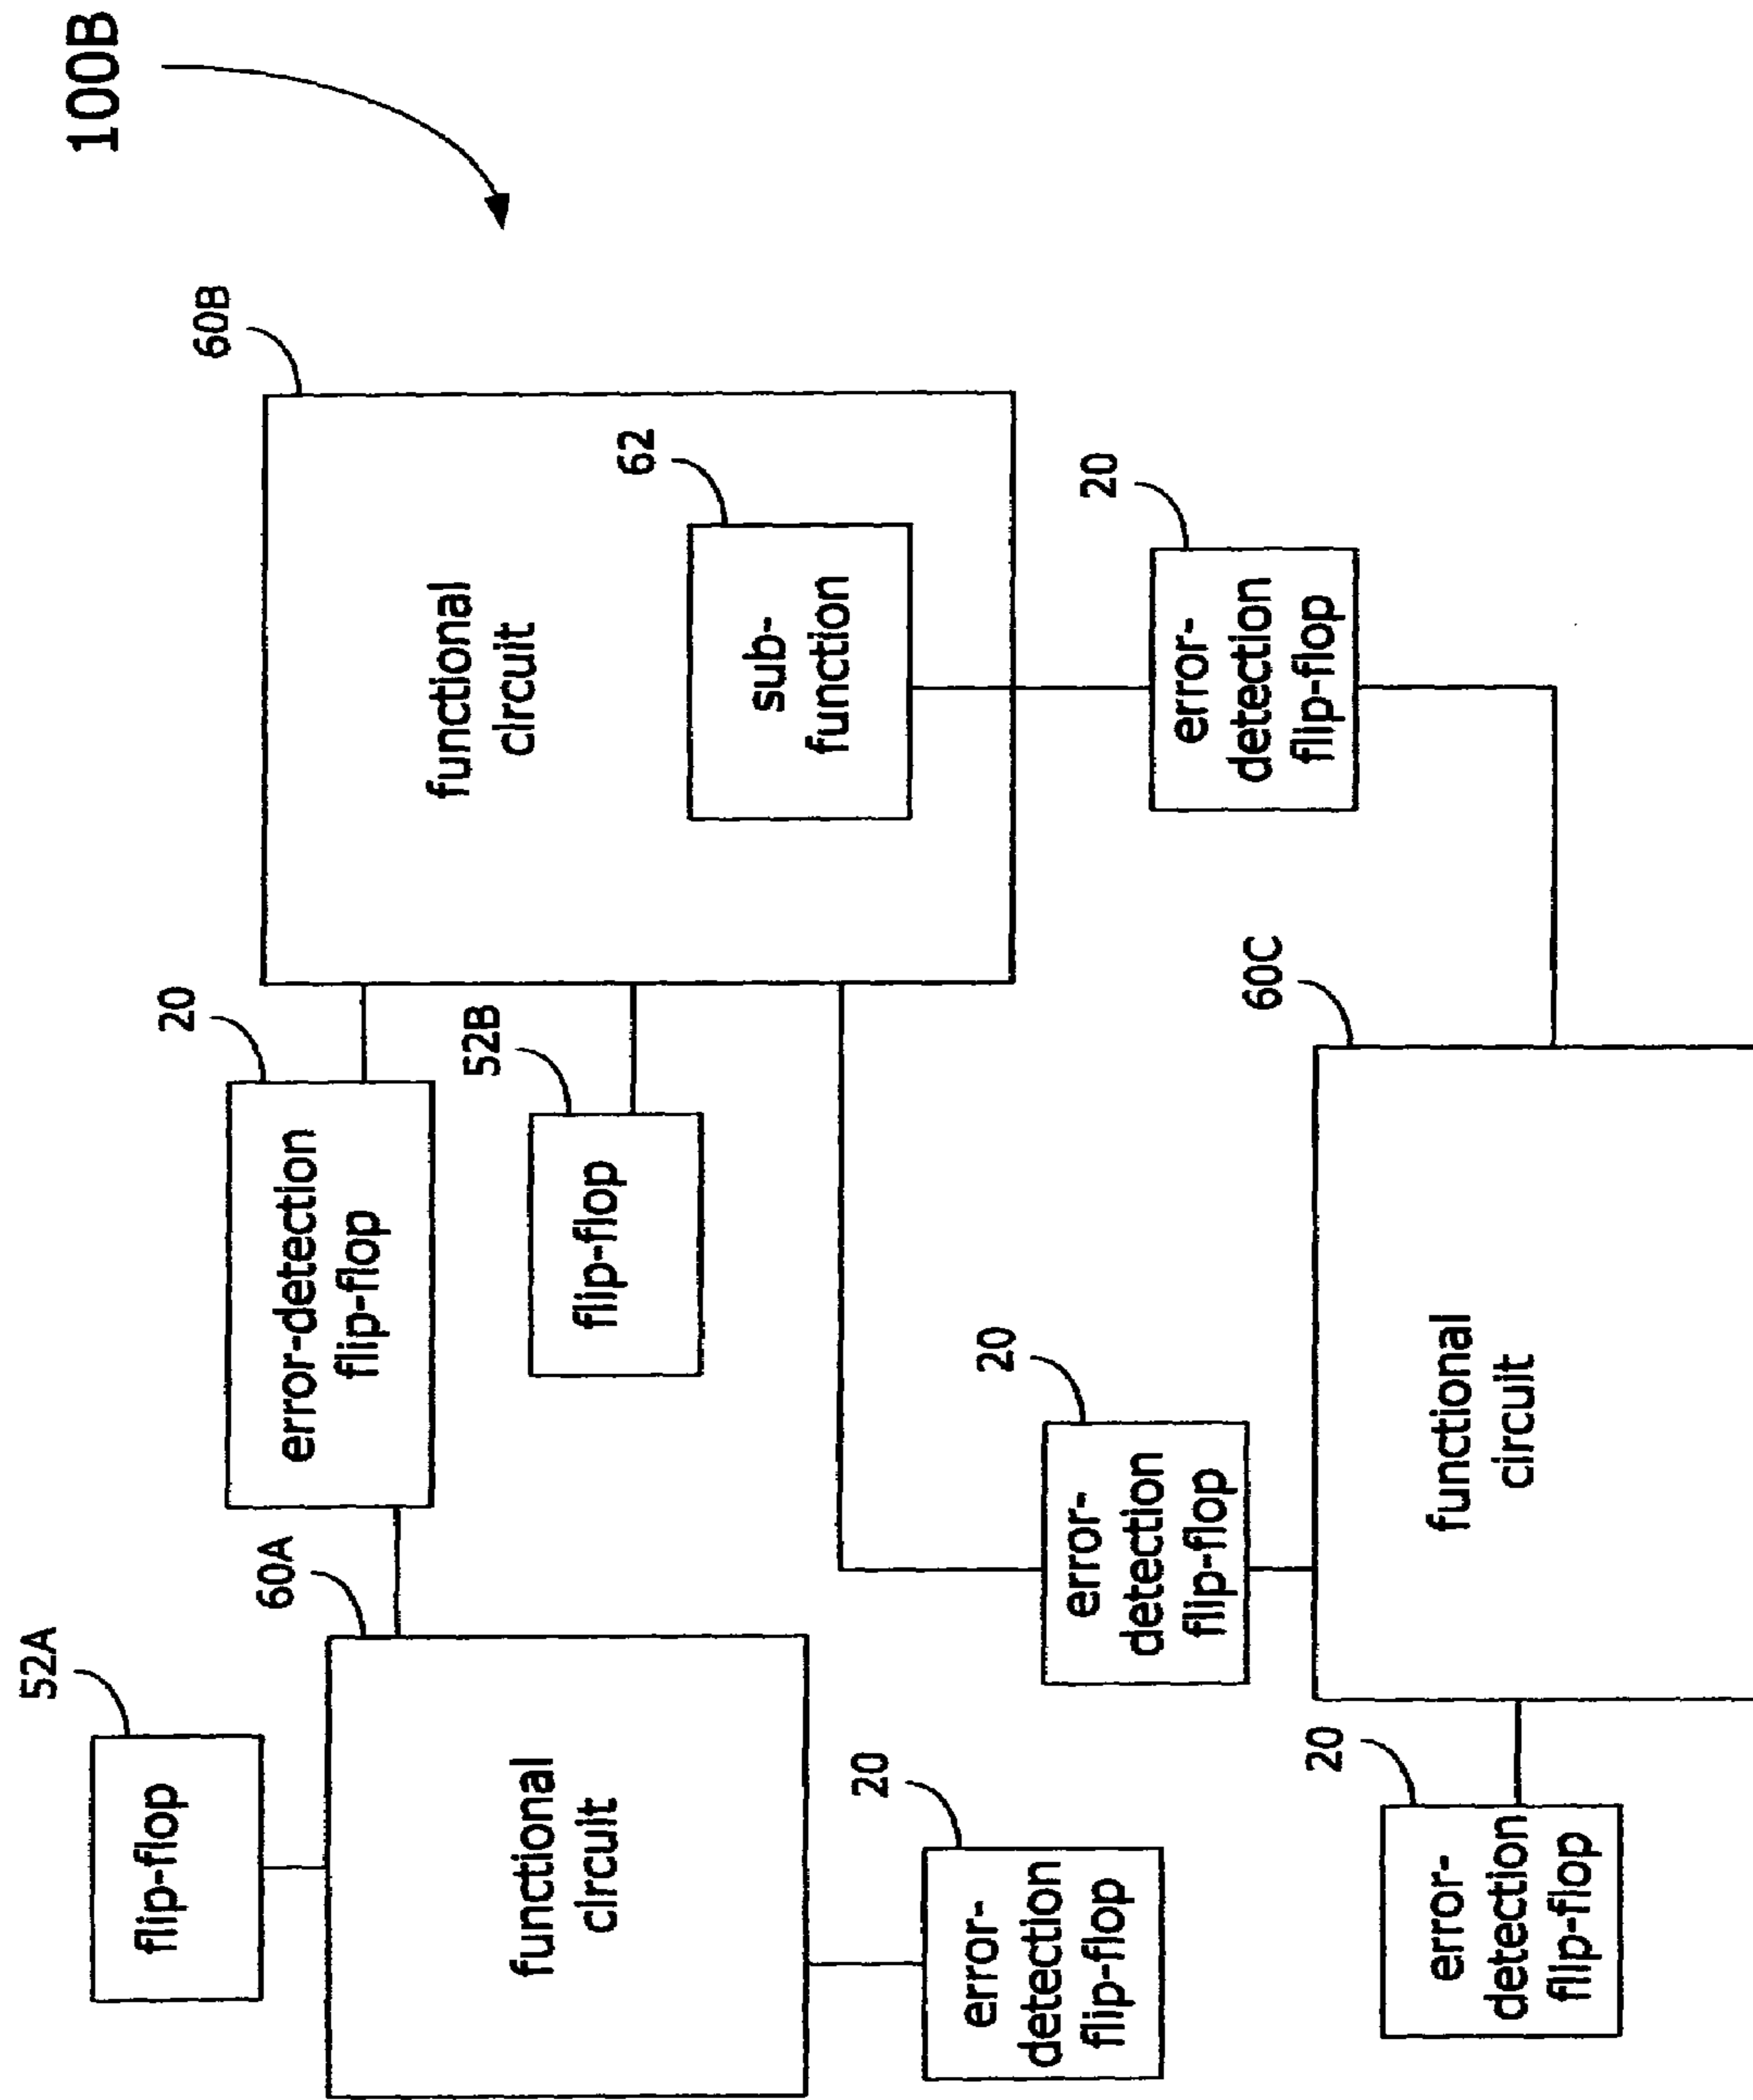 100B
52A
flip-flop
60A
functional
circuit
20
error-
detection
flip-flop
20
error-detection
flip-flop
52B
flip-flop
60B
functional
circuit
62
sub-
function
20
error-
detection
flip-flop
20
error-
detection
flip-flop
60C
functional
circuit
20
error-
detection
flip-flop